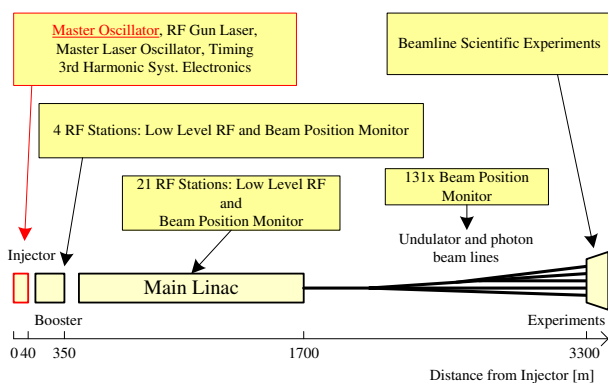 Master Oscillator, RF Gun Laser,
Master Laser Oscillator, Timing
3rd Harmonic Syst. Electronics
Beamline Scientific Experiments
4 RF Stations: Low Level RF and Beam Position Monitor
21 RF Stations: Low Level RF
and
Beam Position Monitor
131x Beam Position
Monitor
Undulator and photon
beam lines
Injector
Main Linac
Booster
Experiments
0 40 350 1700 3300
Distance from Injector [m]